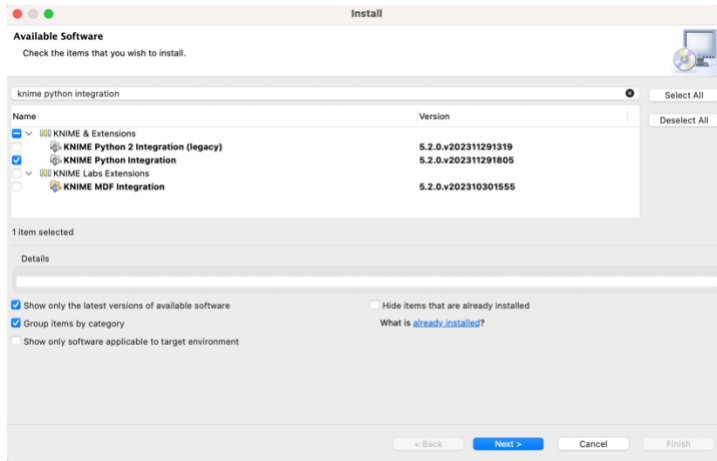 Install
Available Software
Check the items that you wish to install.
knime python integration
Select All
Name Version
Deselect All
KNIME & Extensions
KNIME Python 2 Integration (legacy) 5.2.0.v202311291319
KNIME Python Integration 5.2.0.v202311291805
KNIME Labs Extensions
KNIME MDF Integration 5.2.0.v202310301555
1 item selected
Details
Show only the latest versions of available software Hide items that are already installed
Group items by category What is already installed?
Show only software applicable to target environment
< Back Next > Cancel Finish